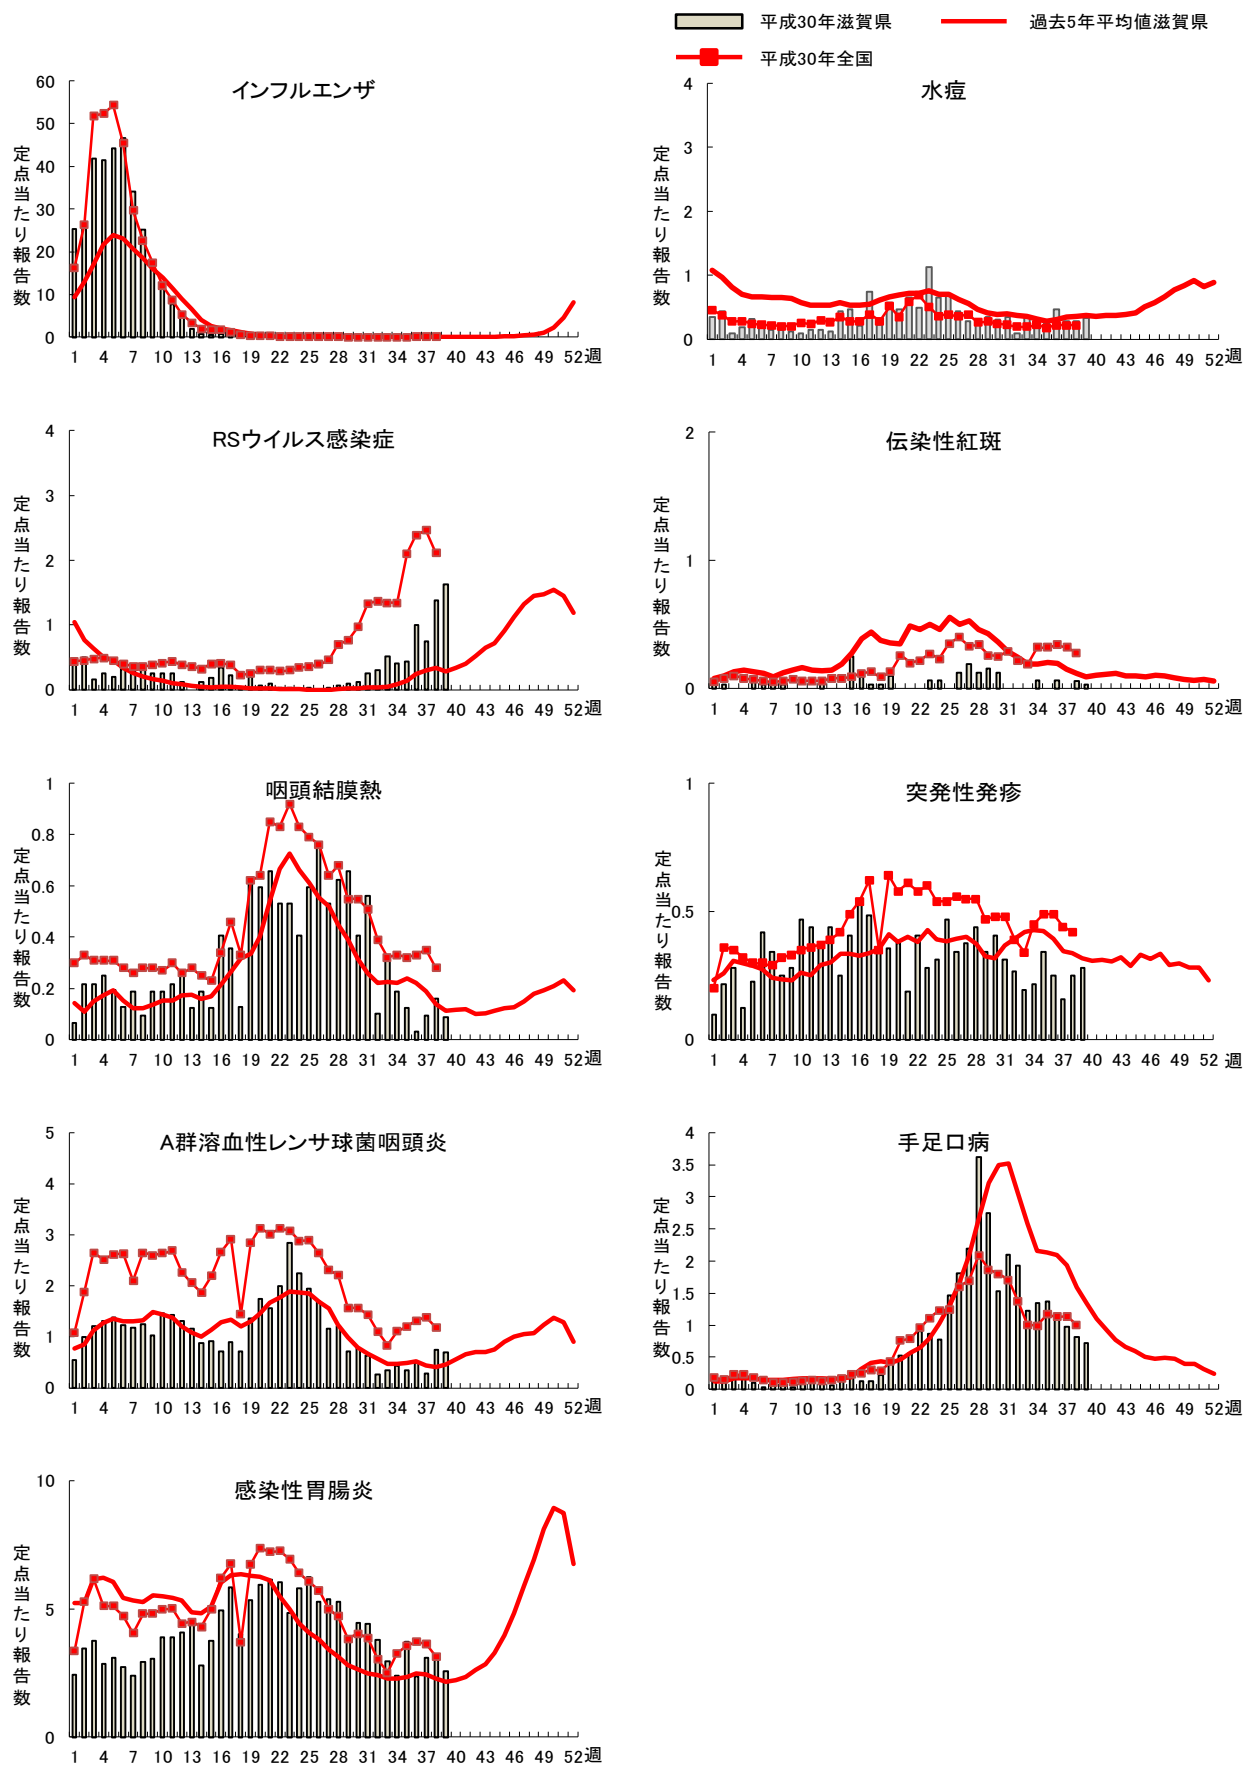 平成30年滋賀県
過去5年平均値滋賀県
平成30年全国
インフルエンザ
定点当たり報告数
60
50
40
30
20
10
0
1 4 7 10 13 16 19 22 25 28 31 34 37 40 43 46 49 52週
水痘
定点当たり報告数
4
3
2
1
0
1 4 7 10 13 16 19 22 25 28 31 34 37 40 43 46 49 52週
RSウイルス感染症
定点当たり報告数
4
3
2
1
0
1 4 7 10 13 16 19 22 25 28 31 34 37 40 43 46 49 52週
伝染性紅斑
定点当たり報告数
2
1
0
1 4 7 10 13 16 19 22 25 28 31 34 37 40 43 46 49 52週
咽頭結膜熱
定点当たり報告数
1
0.8
0.6
0.4
0.2
0
1 4 7 10 13 16 19 22 25 28 31 34 37 40 43 46 49 52週
突発性発疹
定点当たり報告数
1
0.5
0
1 4 7 10 13 16 19 22 25 28 31 34 37 40 43 46 49 52週
A群溶血性レンサ球菌咽頭炎
定点当たり報告数
5
4
3
2
1
0
1 4 7 10 13 16 19 22 25 28 31 34 37 40 43 46 49 52週
手足口病
定点当たり報告数
4
3.5
3
2.5
2
1.5
1
0.5
0
1 4 7 10 13 16 19 22 25 28 31 34 37 40 43 46 49 52週
感染性胃腸炎
定点当たり報告数
10
5
0
1 4 7 10 13 16 19 22 25 28 31 34 37 40 43 46 49 52週